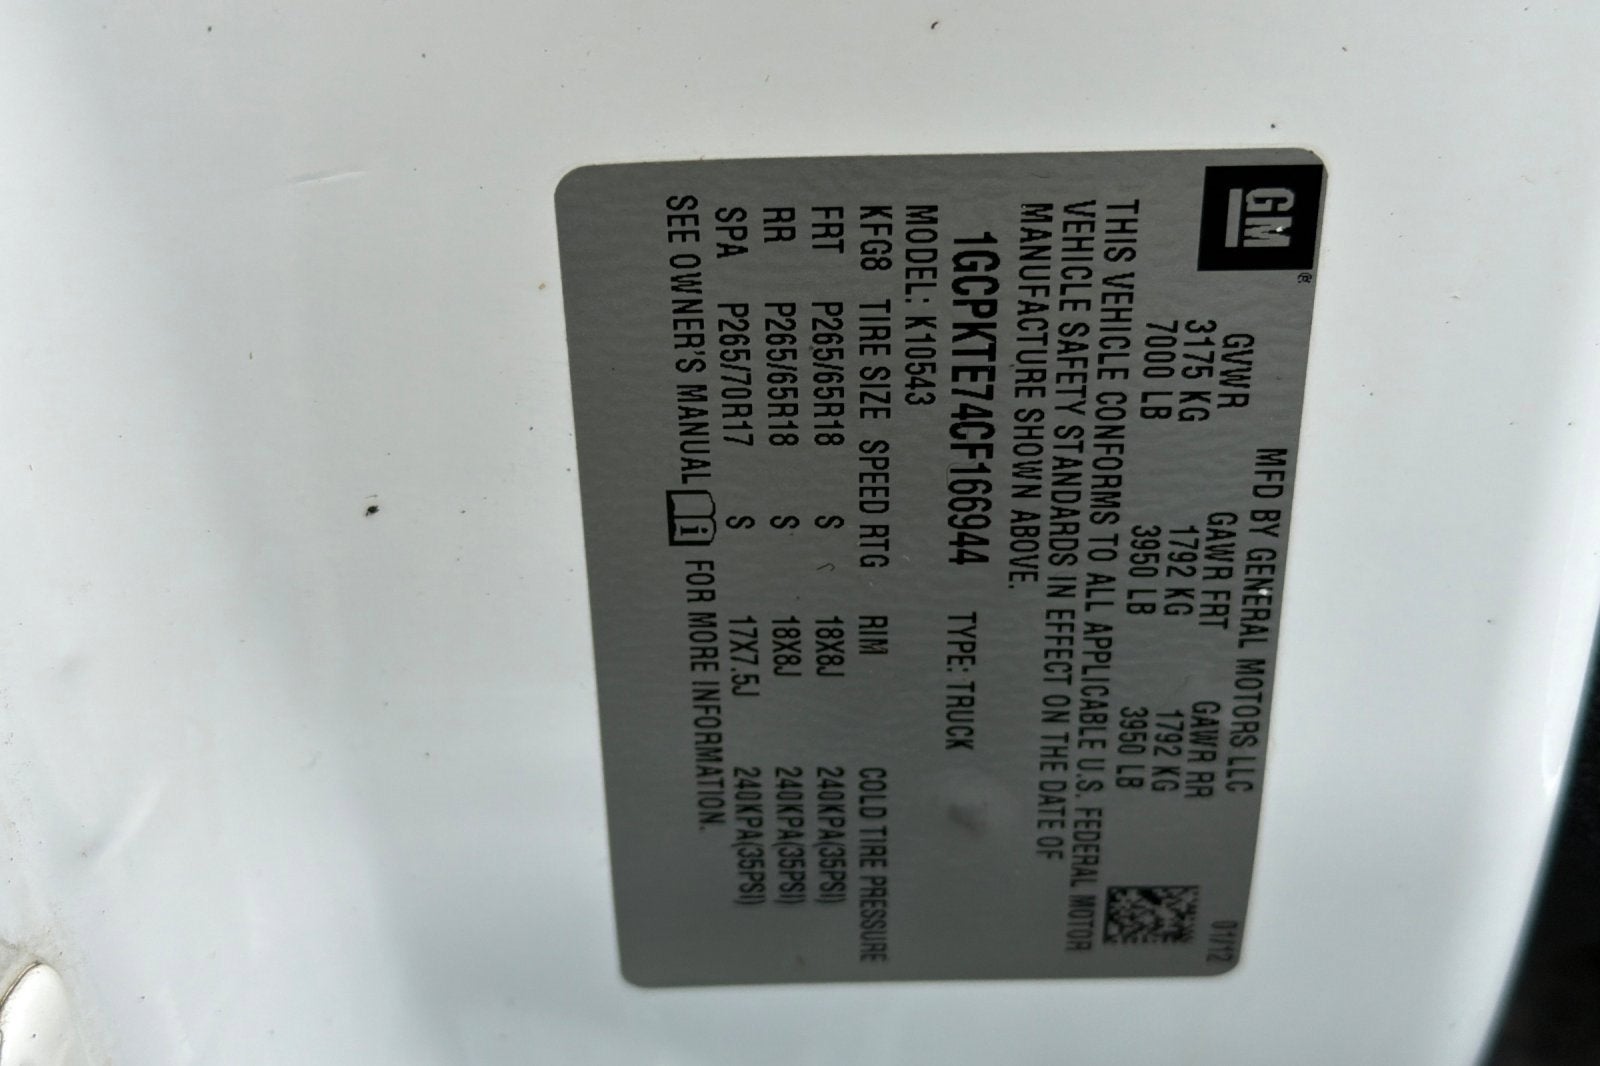 GM®
MFD BY GENERAL MOTORS LLC 01/12
GVWR GAWR FRT GAWR RR
3175 KG 1792 KG 1792 KG
7000 LB 3950 LB 3950 LB
THIS VEHICLE CONFORMS TO ALL APPLICABLE U.S. FEDERAL MOTOR
VEHICLE SAFETY STANDARDS IN EFFECT ON THE DATE OF
MANUFACTURE SHOWN ABOVE.
1GCPKTE74CF166944 TYPE: TRUCK
MODEL: K10543
KFG8 TIRE SIZE SPEED RTG RIM COLD TIRE PRESSURE
FRT P265/65R18 S 18X8J 240KPA(35PSI)
RR P265/65R18 S 18X8J 240KPA(35PSI)
SPA P265/70R17 S 17X7.5J 240KPA(35PSI)
SEE OWNER'S MANUAL i FOR MORE INFORMATION.